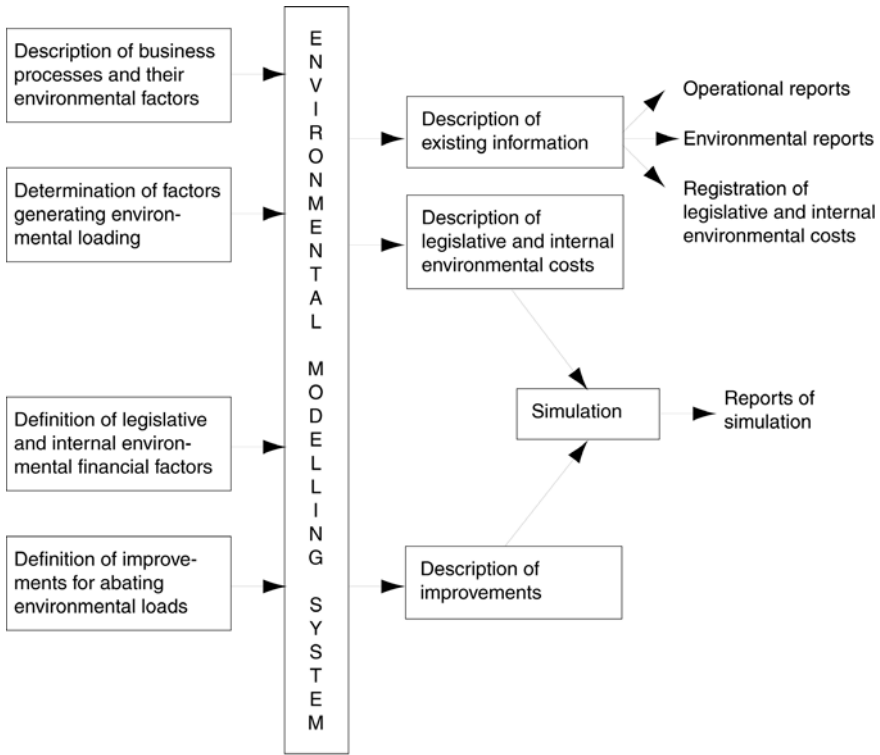 Description of business
processes and their
environmental factors
Determination of factors
generating environ-
mental loading
Definition of legislative
and internal environ-
mental financial factors
Definition of improve-
ments for abating
environmental loads
ENVIRONMENTAL MODELLING SYSTEM
Description of
existing information
Description of
legislative and internal
environmental costs
Description of
improvements
Simulation
Operational reports
Environmental reports
Registration of
legislative and internal
environmental costs
Reports of
simulation